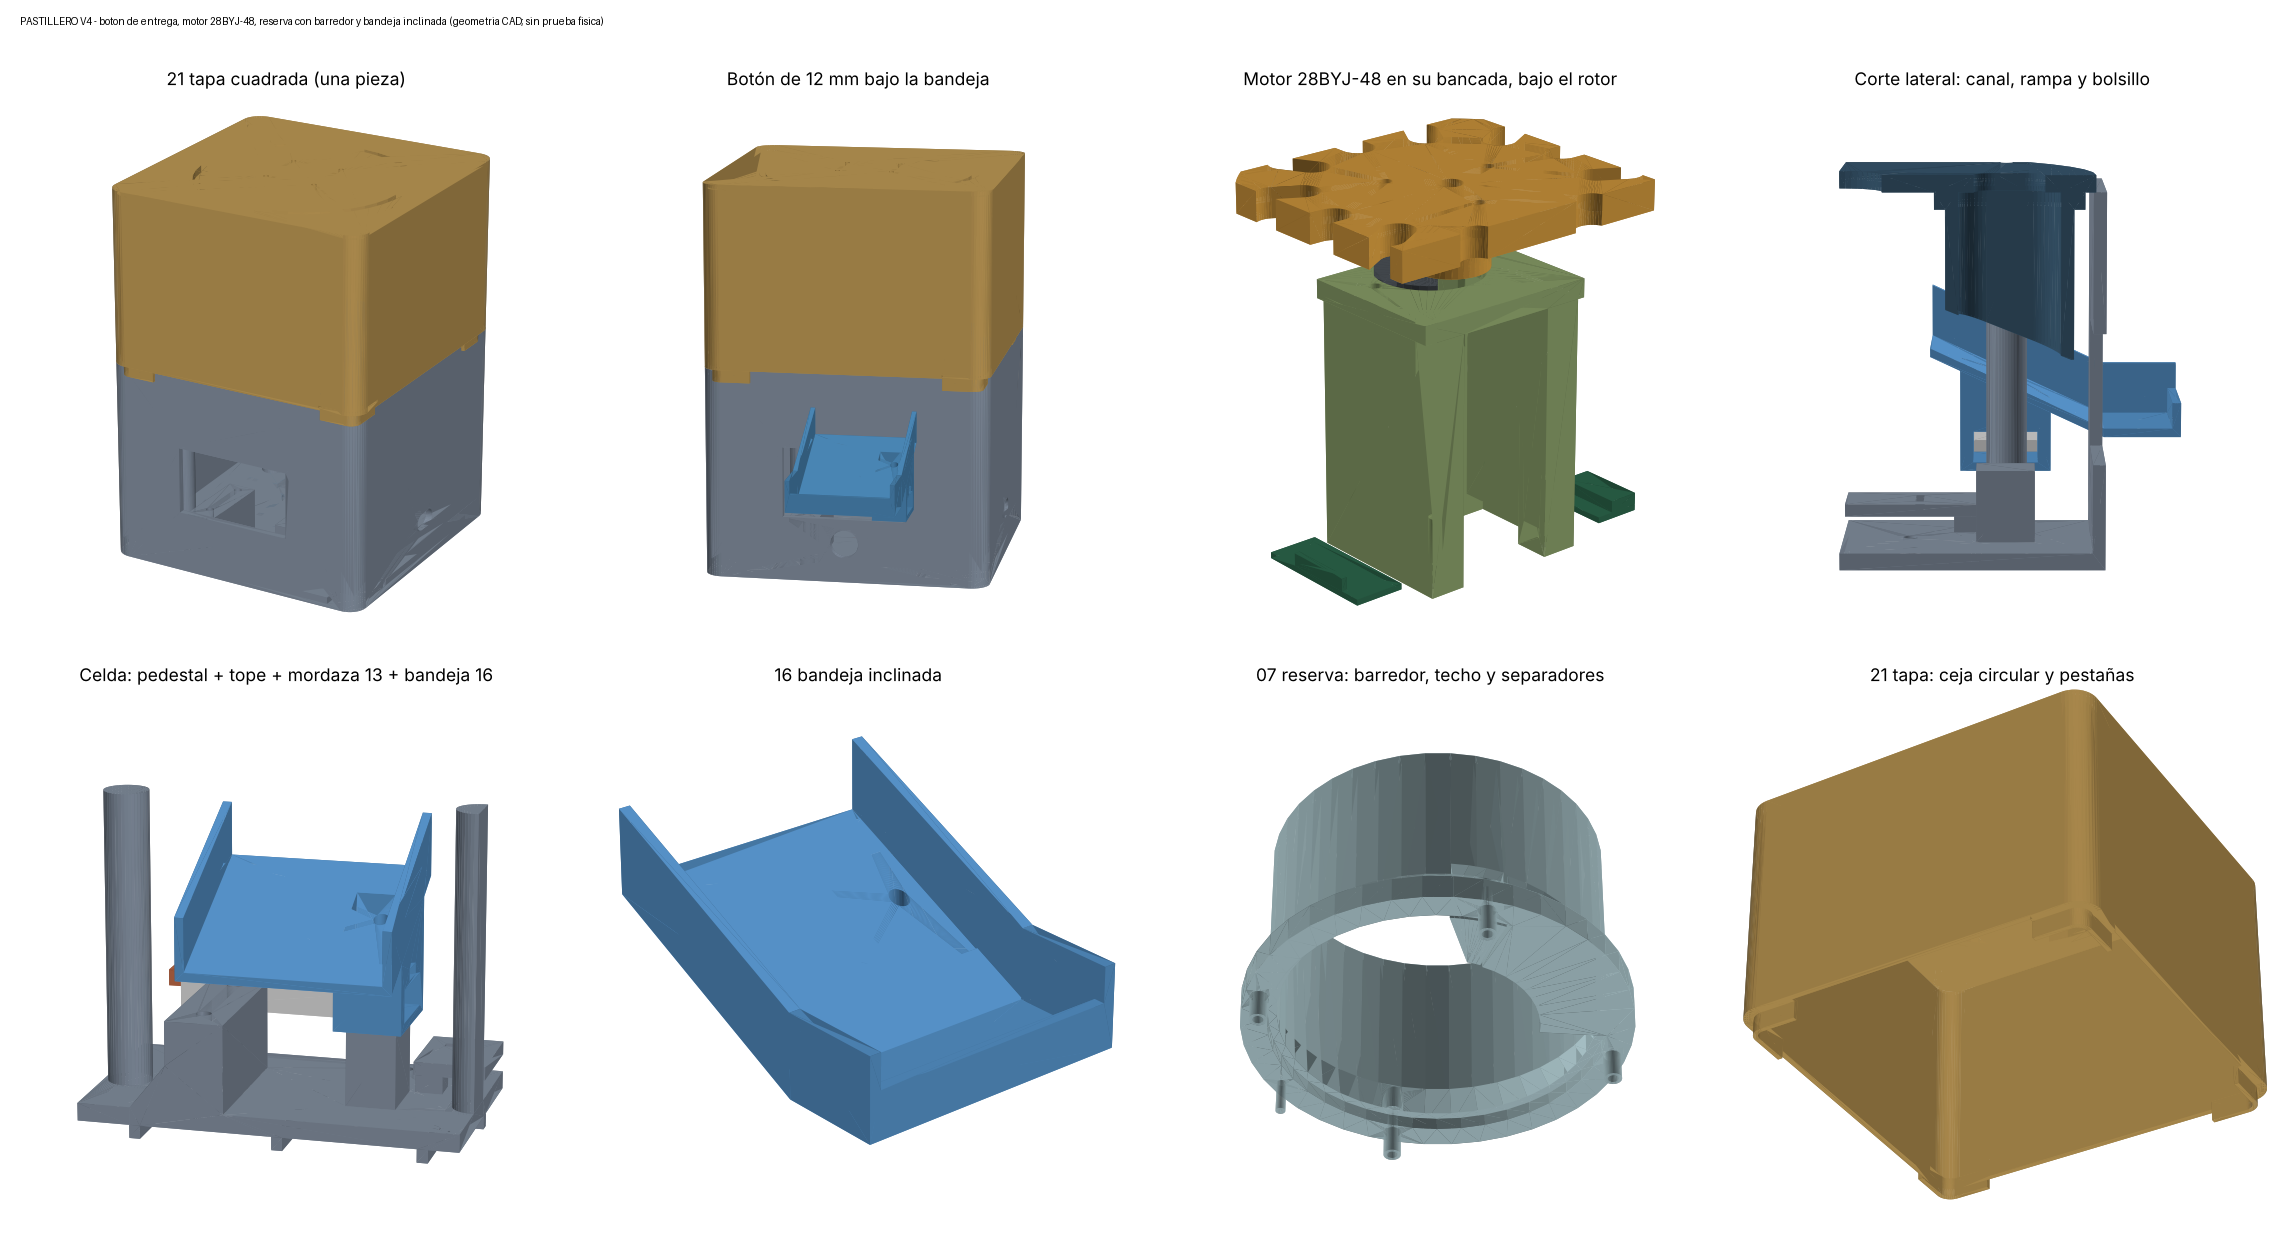 PASTILLERO V4 - boton de entrega, motor 28BYJ-48, reserva con barredor y bandeja inclinada (geometria CAD; sin prueba fisica)
21 tapa cuadrada (una pieza)
Botón de 12 mm bajo la bandeja
Motor 28BYJ-48 en su bancada, bajo el rotor
Corte lateral: canal, rampa y bolsillo
Celda: pedestal + tope + mordaza 13 + bandeja 16
16 bandeja inclinada
07 reserva: barredor, techo y separadores
21 tapa: ceja circular y pestañas